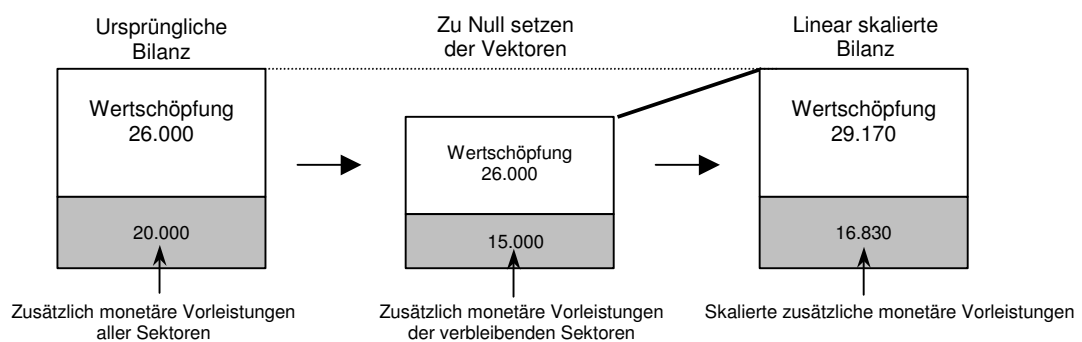 Ursprüngliche
Bilanz
Zu Null setzen
der Vektoren
Linear skalierte
Bilanz
Wertschöpfung
26.000
Wertschöpfung
26.000
Wertschöpfung
29.170
20.000
15.000
16.830
Zusätzlich monetäre Vorleistungen
aller Sektoren
Zusätzlich monetäre Vorleistungen
der verbleibenden Sektoren
Skalierte zusätzliche monetäre Vorleistungen